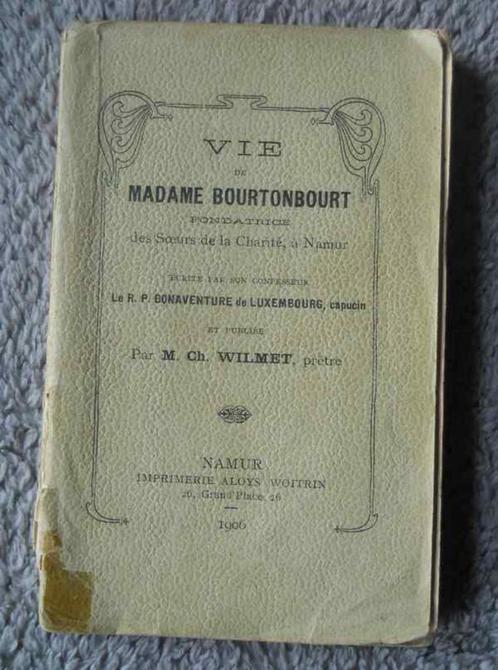 VIE
DE
MADAME BOURTONBOURT
FONDATRICE
des Sœurs de la Charité, à Namur
ÉCRITE PAR SON CONFESSEUR
Le R. P. BONAVENTURE de LUXEMBOURG, capucin
ET PUBLIÉE
Par M. Ch. WILMET, prêtre
NAMUR
IMPRIMERIE ALOYS WOITRIN
26, Grand'Place, 26
1906